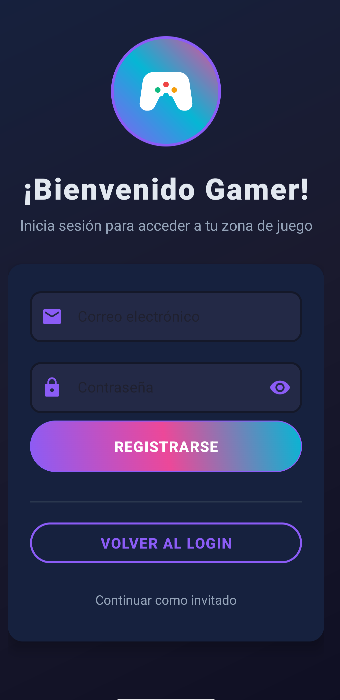 ¡Bienvenido Gamer!
Inicia sesión para acceder a tu zona de juego
Correo electronico
Contraseña
REGISTRARSE
VOLVER AL LOGIN
Continuar como invitado